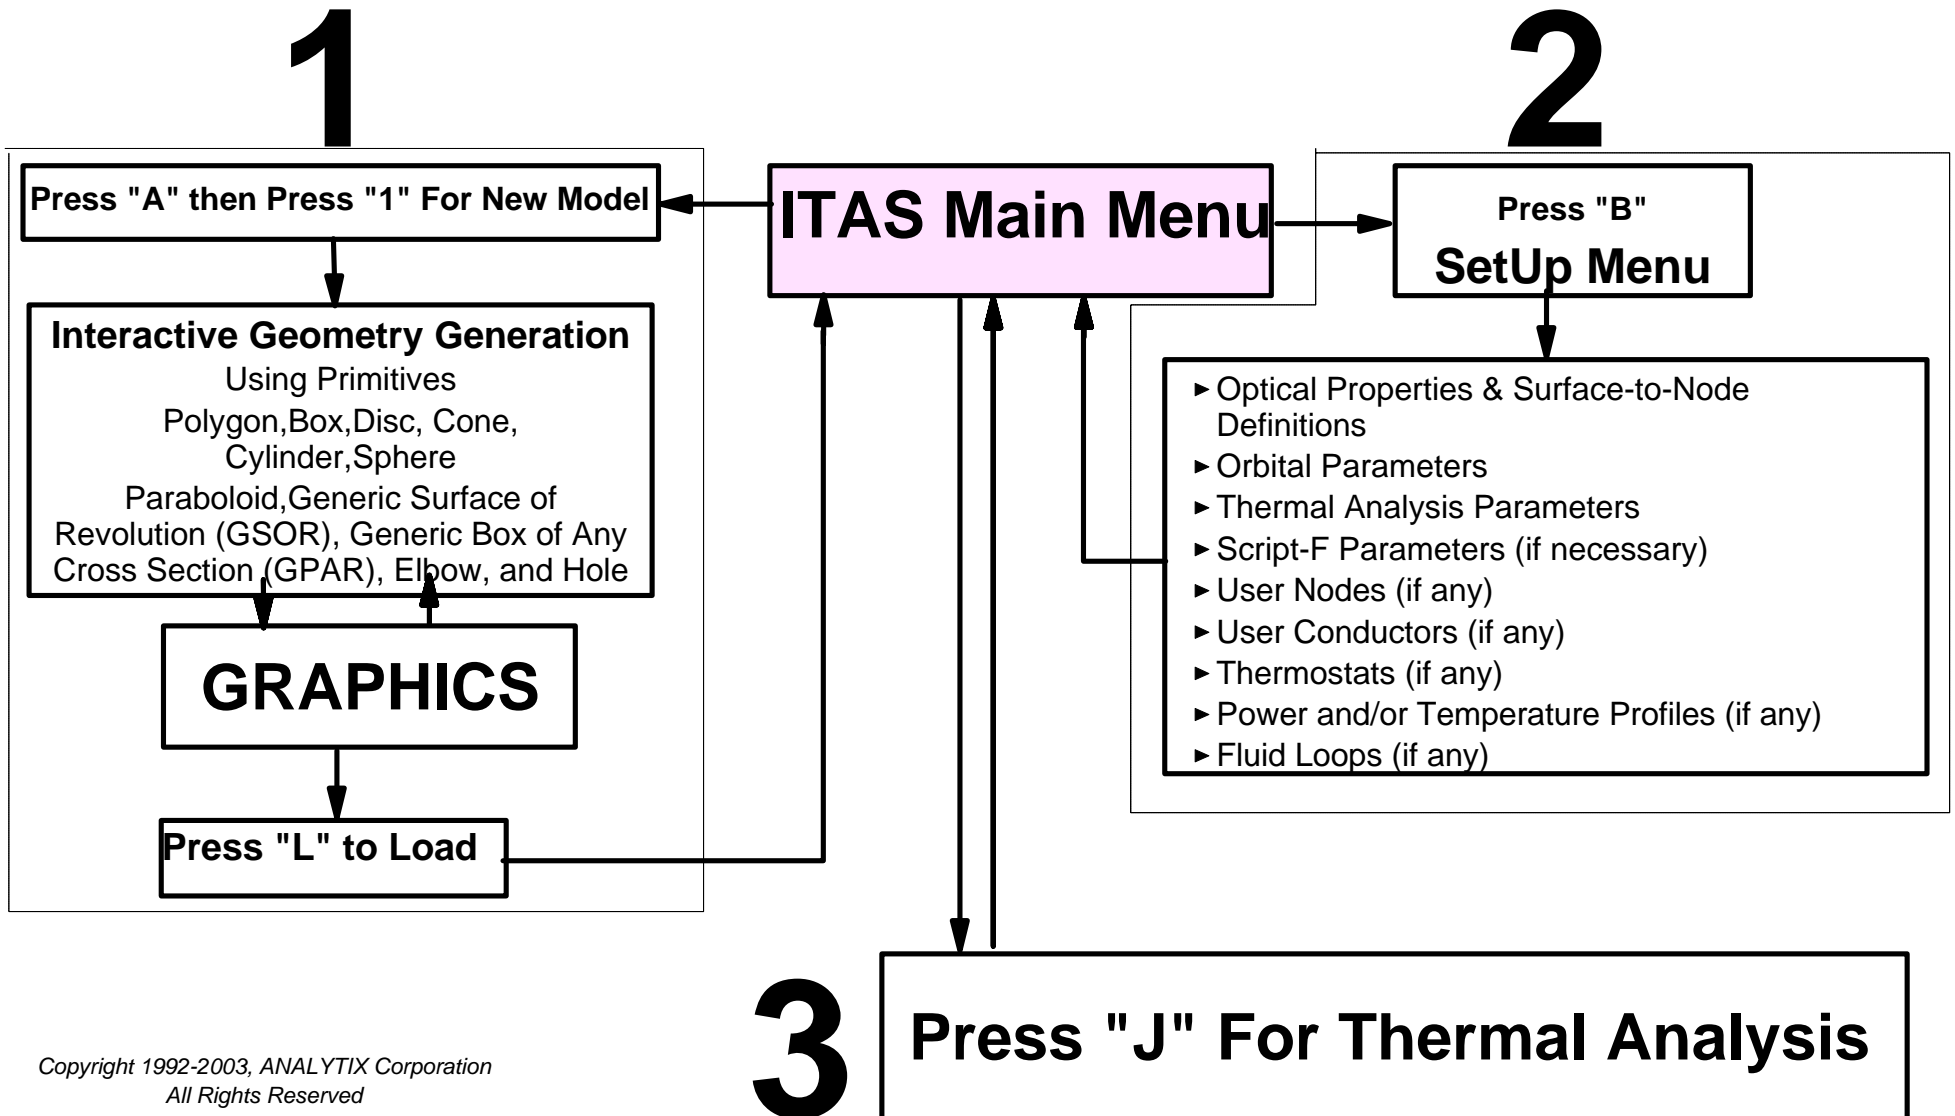 1
2
Press "A" then Press "1" For New Model
ITAS Main Menu
Press "B"
SetUp Menu
Interactive Geometry Generation
Using Primitives
Polygon,Box,Disc, Cone,
Cylinder,Sphere
Paraboloid,Generic Surface of
Revolution (GSOR), Generic Box of Any
Cross Section (GPAR), Elbow, and Hole
GRAPHICS
Press "L" to Load
►Optical Properties & Surface-to-Node
Definitions
►Orbital Parameters
►Thermal Analysis Parameters
►Script-F Parameters (if necessary)
►User Nodes (if any)
►User Conductors (if any)
►Thermostats (if any)
►Power and/or Temperature Profiles (if any)
►Fluid Loops (if any)
3
Press "J" For Thermal Analysis
Copyright 1992-2003, ANALYTIX Corporation
All Rights Reserved